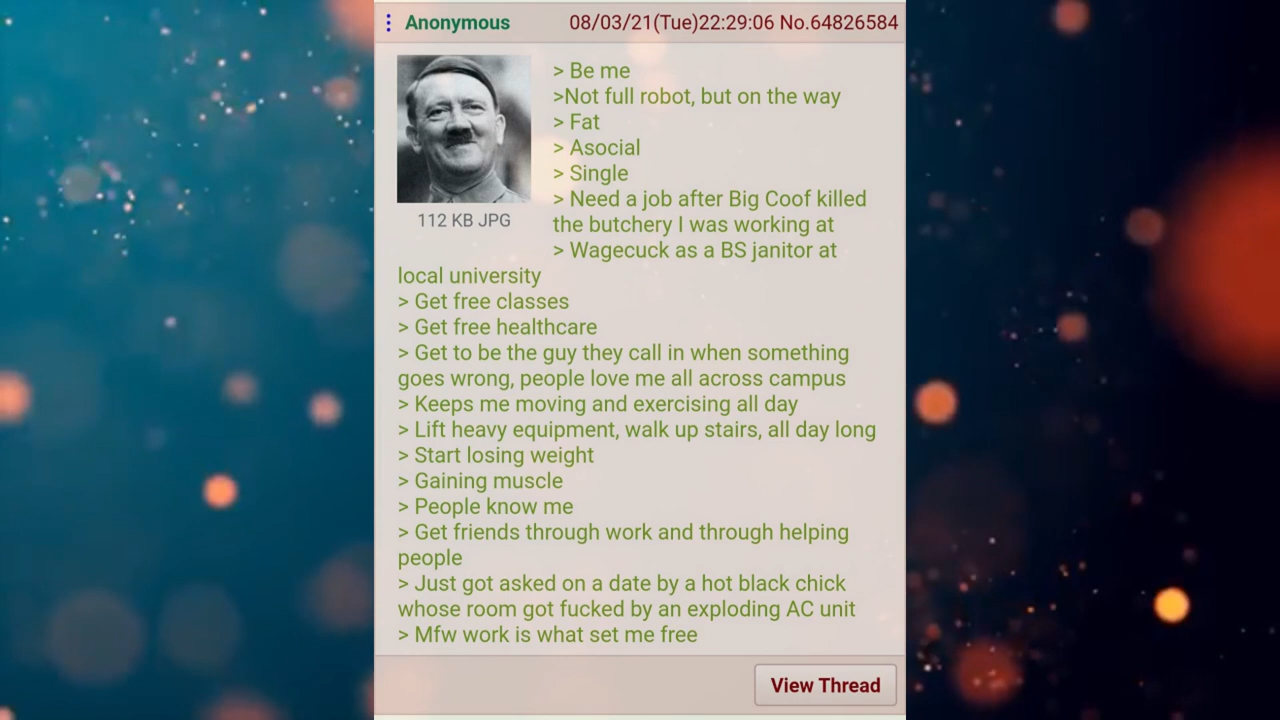 Anonymous 08/03/21(Tue)22:29:06 No.64826584
> Be me
>Not full robot, but on the way
> Fat
> Asocial
> Single
> Need a job after Big Coof killed
the butchery I was working at
> Wagecuck as a BS janitor at
local university
112 KB JPG
> Get free classes
> Get free healthcare
> Get to be the guy they call in when something
goes wrong, people love me all across campus
> Keeps me moving and exercising all day
> Lift heavy equipment, walk up stairs, all day long
> Start losing weight
> Gaining muscle
> People know me
> Get friends through work and through helping
people
> Just got asked on a date by a hot black chick
whose room got fucked by an exploding AC unit
> Mfw work is what set me free
View Thread